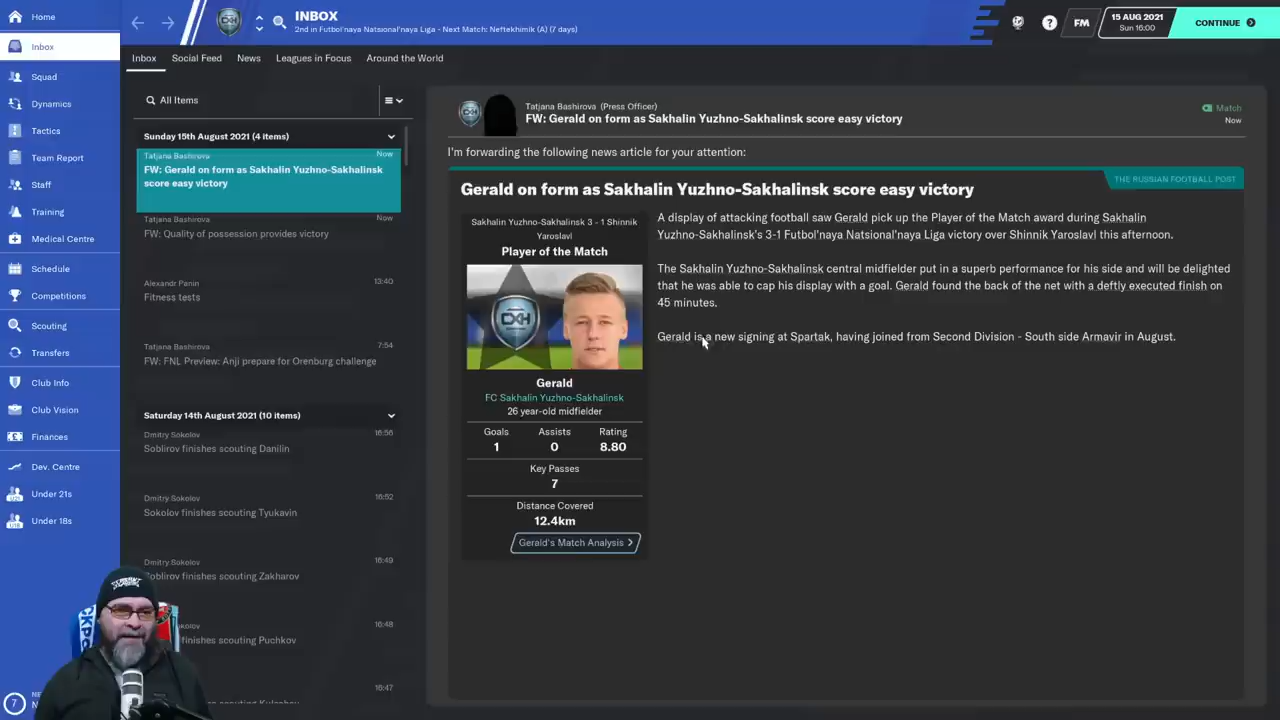 Home
Inbox
Squad
Dynamics
Tactics
Team Report
Staff
Training
Medical Centre
Schedule
Competitions
Scouting
Transfers
Club Info
Club Vision
Finances
Dev. Centre
Under 21s
Under 18s
INBOX
2nd in Futbol'naya Natsional'naya Liga - Next Match: Neftekhimik (A) (7 days)
FM
15 AUG 2021
Sun 16:00
CONTINUE
Inbox
Social Feed
News
Leagues in Focus
Around the World
All Items
Sunday 15th August 2021 (4 items)
Tatjana Bashirova
Now
FW: Gerald on form as Sakhalin Yuzhno-Sakhalinsk
score easy victory
Tatjana Bashirova
Now
FW: Quality of possession provides victory
Alexandr Panin
12:40
Fitness tests
Tatjana Bashirova
7:54
FW: FNL Preview: Anji prepare for Orenburg challenge
Saturday 14th August 2021 (10 items)
Dmitry Sokolov
16:56
Soblirov finishes scouting Danilin
Dmitry Sokolov
16:52
Sokolov finishes scouting Tyukavin
Dmitry Sokolov
16:49
Soblirov finishes scouting Zakharov
16:48
finishes scouting Puchkov
16:47
scouting
Tatjana Bashirova (Press Officer)
FW: Gerald on form as Sakhalin Yuzhno-Sakhalinsk score easy victory
Match
Now
I'm forwarding the following news article for your attention:
THE RUSSIAN FOOTBALL POST
Gerald on form as Sakhalin Yuzhno-Sakhalinsk score easy victory
Sakhalin Yuzhno-Sakhalinsk 3 - 1 Shinnik
Yaroslavl
Player of the Match
CXH
Gerald
FC Sakhalin Yuzhno-Sakhalinsk
26 year-old midfielder
Goals
Assists
Rating
1
0
8.80
Key Passes
7
Distance Covered
12.4km
Gerald's Match Analysis
A display of attacking football saw Gerald pick up the Player of the Match award during Sakhalin
Yuzhno-Sakhalinsk's 3-1 Futbol'naya Natsional'naya Liga victory over Shinnik Yaroslavl this afternoon.
The Sakhalin Yuzhno-Sakhalinsk central midfielder put in a superb performance for his side and will be delighted
that he was able to cap his display with a goal. Gerald found the back of the net with a deftly executed finish on
45 minutes.
Gerald is a new signing at Spartak, having joined from Second Division - South side Armavir in August.
7